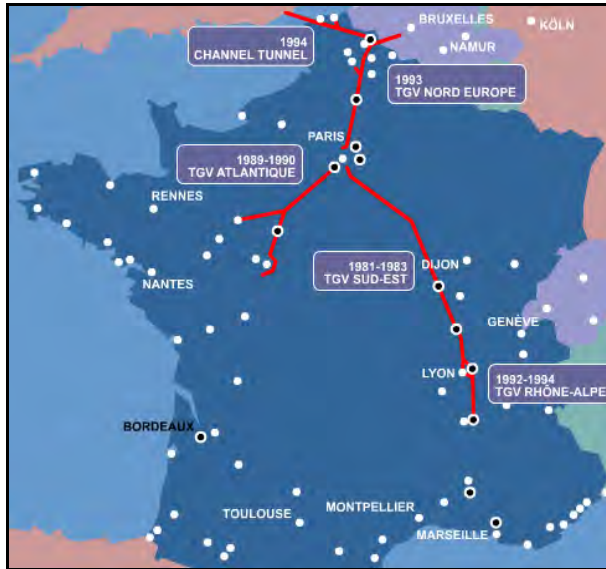 BRUXELLES
KÖLN
1994
CHANNEL TUNNEL
NAMUR
1993
TGV NORD EUROPE
PARIS
1989-1990
TGV ATLANTIQUE
RENNES
1981-1983
TGV SUD-EST
DIJON
NANTES
GENÈVE
LYON
1992-1994
TGV RHÔNE-ALPE
BORDEAUX
TOULOUSE
MONTPELLIER
MARSEILLE